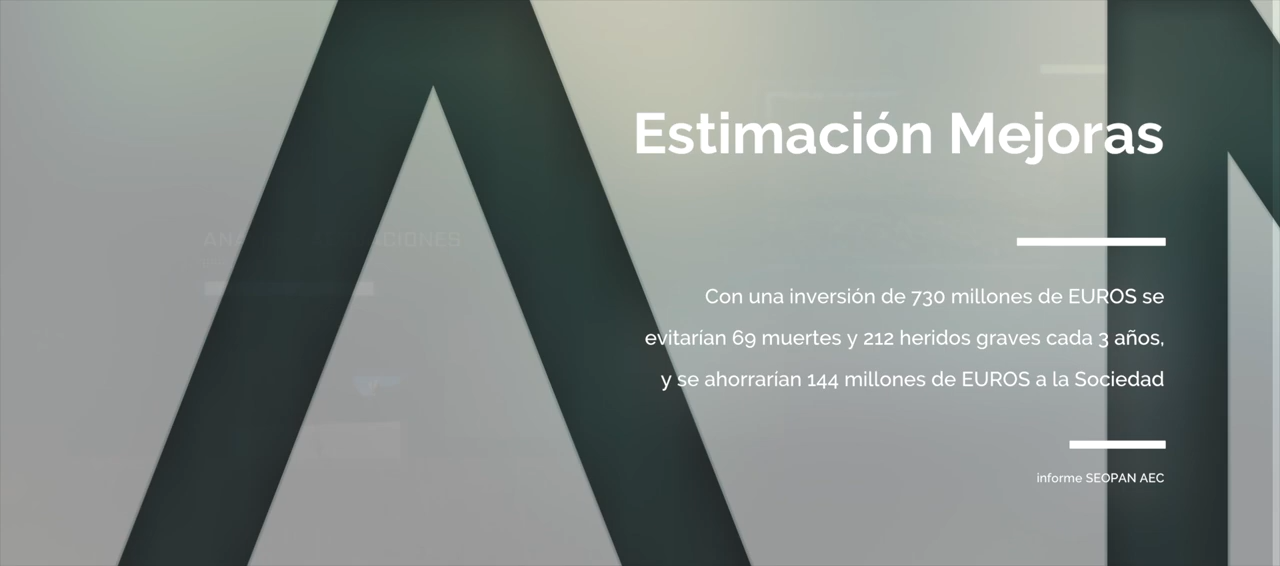 Estimación Mejoras
Con una inversión de 730 millones de EUROS se
evitarían 69 muertes y 212 heridos graves cada 3 años,
y se ahorrarían 144 millones de EUROS a la Sociedad
informe SEOPAN AEC